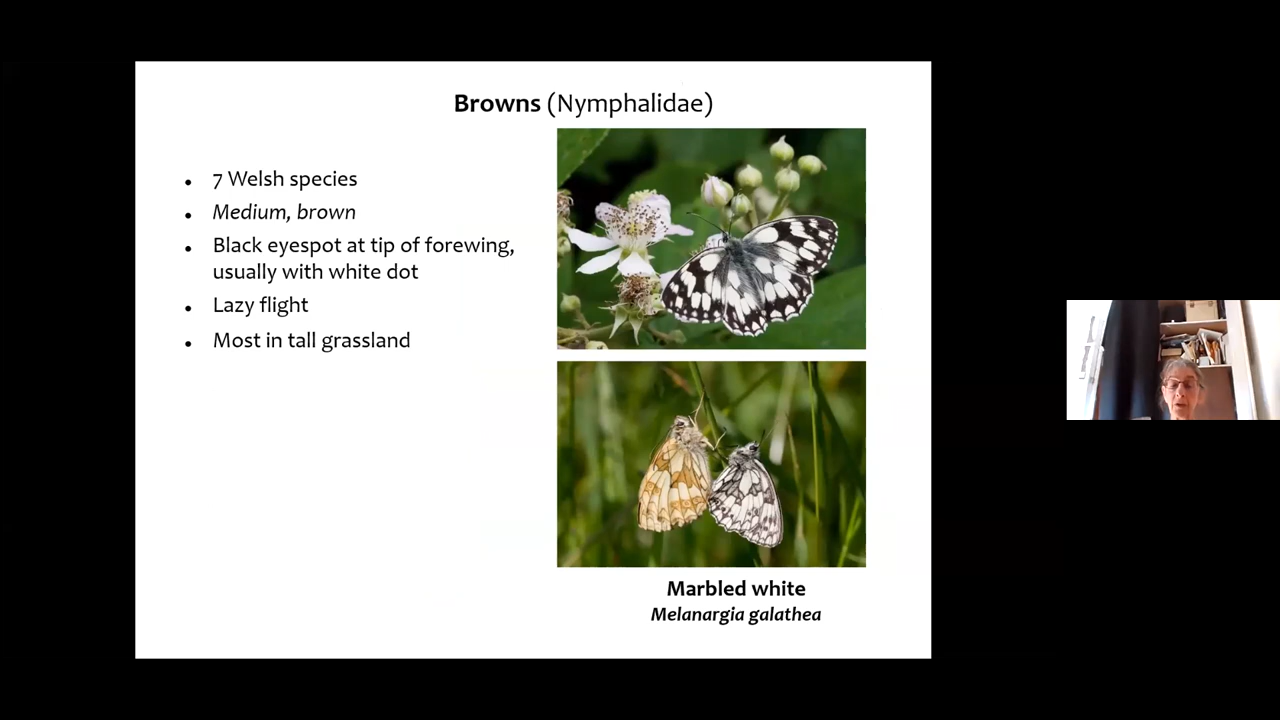 Browns (Nymphalidae)
• 7 Welsh species
• Medium, brown
• Black eyespot at tip of forewing,
usually with white dot
• Lazy flight
• Most in tall grassland
Marbled white
Melanargia galathea